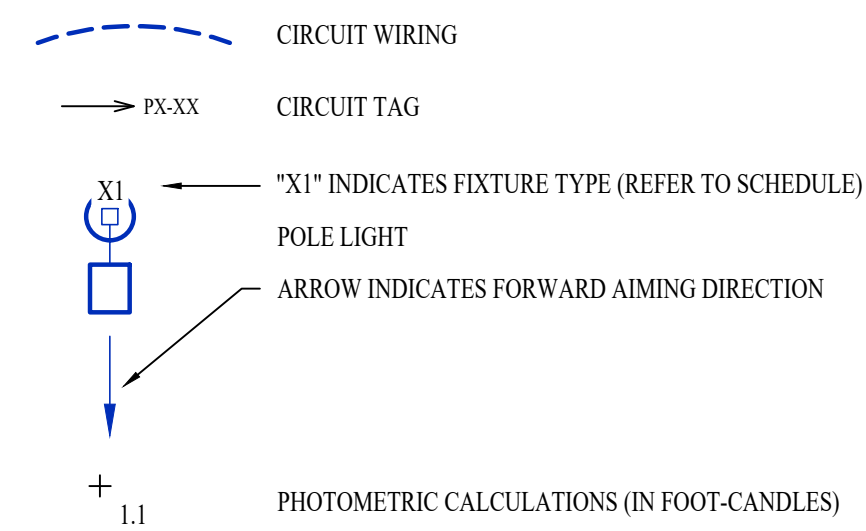 CIRCUIT WIRING
PX-XX CIRCUIT TAG
X1 "X1" INDICATES FIXTURE TYPE (REFER TO SCHEDULE)
POLE LIGHT
ARROW INDICATES FORWARD AIMING DIRECTION
1.1 PHOTOMETRIC CALCULATIONS (IN FOOT-CANDLES)